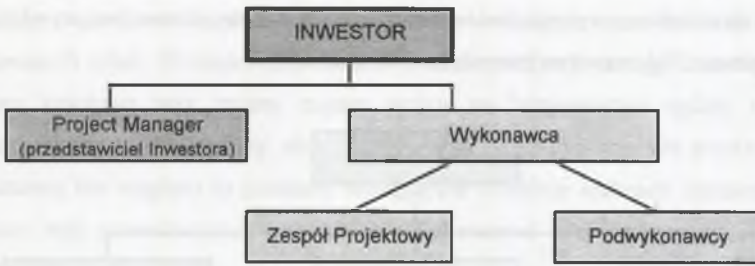 INWESTOR
Project Manager
(przedstawiciel Inwestora)
Wykonawca
Zespół Projektowy
Podwykonawcy